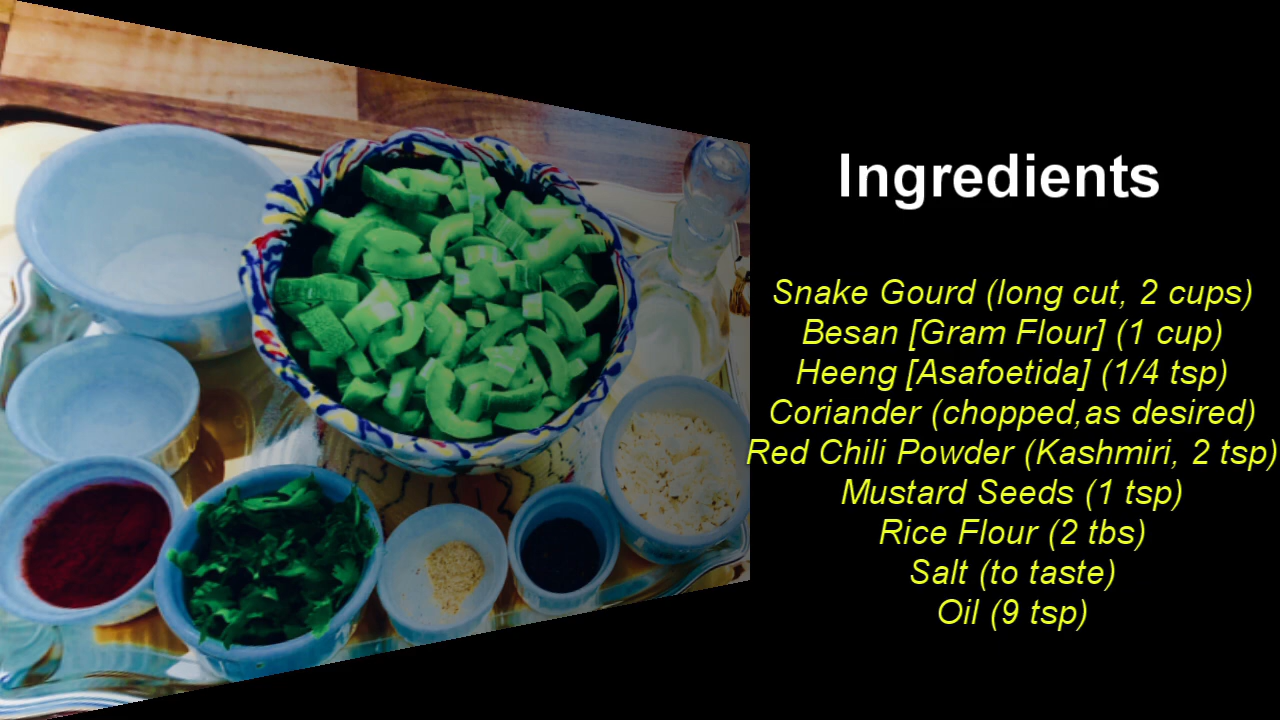 Ingredients
Snake Gourd (long cut, 2 cups)
Besan [Gram Flour] (1 cup)
Heeng [Asafoetida] (1/4 tsp)
Coriander (chopped,as desired)
Red Chili Powder (Kashmiri, 2 tsp)
Mustard Seeds (1 tsp)
Rice Flour (2 tbs)
Salt (to taste)
Oil (9 tsp)